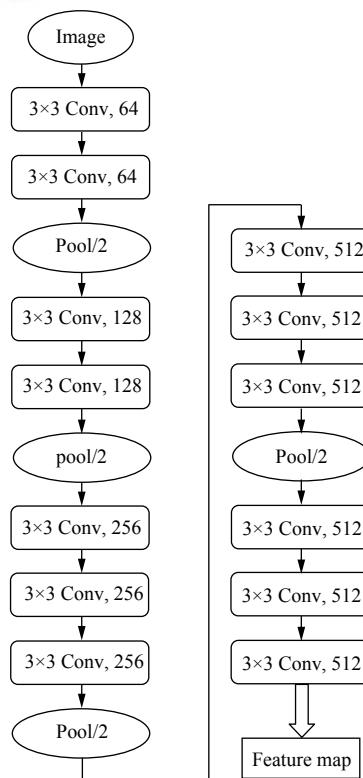 Image
3×3 Conv, 64
3×3 Conv, 64
Pool/2
3×3 Conv, 128
3×3 Conv, 128
pool/2
3×3 Conv, 256
3×3 Conv, 256
3×3 Conv, 256
Pool/2
3×3 Conv, 512
3×3 Conv, 512
3×3 Conv, 512
Pool/2
3×3 Conv, 512
3×3 Conv, 512
3×3 Conv, 512
Feature map